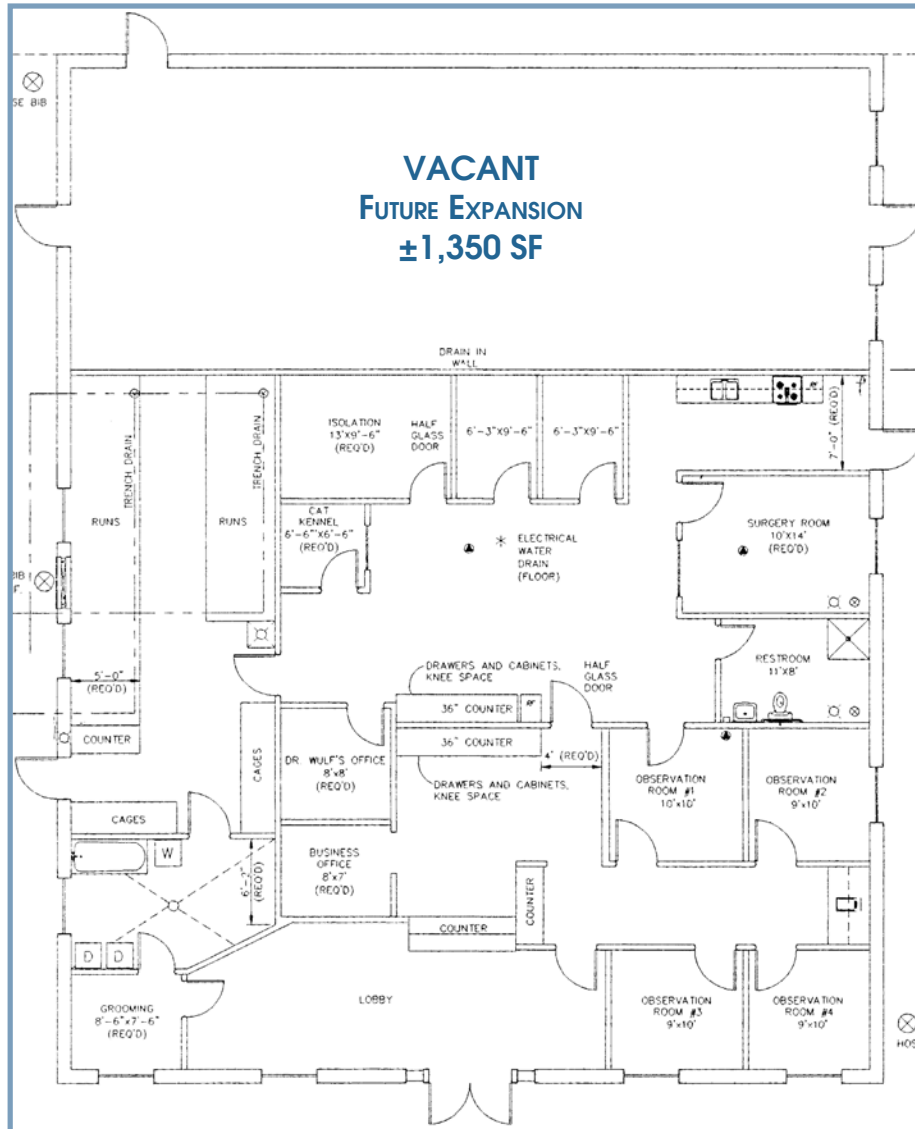 SE BIB
VACANT
FUTURE EXPANSION
±1,350 SF
DRAIN IN
WALL
TRENCH DRAIN
TRENCH DRAIN
ISOLATION
13'X9'-6"
(REQ'D)
HALF
GLASS
DOOR
6'-3"X9'-6"
6'-3"X9'-6"
7'-0" (REQ'D)
RUNS
RUNS
CAT
KENNEL
6'-6"X6'-6"
(REQ'D)
ELECTRICAL
WATER
DRAIN
(FLOOR)
SURGERY ROOM
10'X14'
(REQ'D)
IB
F.
5'-0"
(REQ'D)
DRAWERS AND CABINETS,
KNEE SPACE
HALF
GLASS
DOOR
RESTROOM
11'X8'
36" COUNTER
RF
COUNTER
CAGES
DR. WULF'S OFFICE
8'x8'
(REQ'D)
36" COUNTER
4' (REQ'D)
DRAWERS AND CABINETS,
KNEE SPACE
OBSERVATION
ROOM #1
10'x10'
OBSERVATION
ROOM #2
9'x10'
CAGES
W
6'-2"
(REQ'D)
BUSINESS
OFFICE
8'x7'
(REQ'D)
COUNTER
COUNTER
D
D
GROOMING
8'-6"x7'-6"
(REQ'D)
LOBBY
OBSERVATION
ROOM #3
9'x10'
OBSERVATION
ROOM #4
9'x10'
HOS